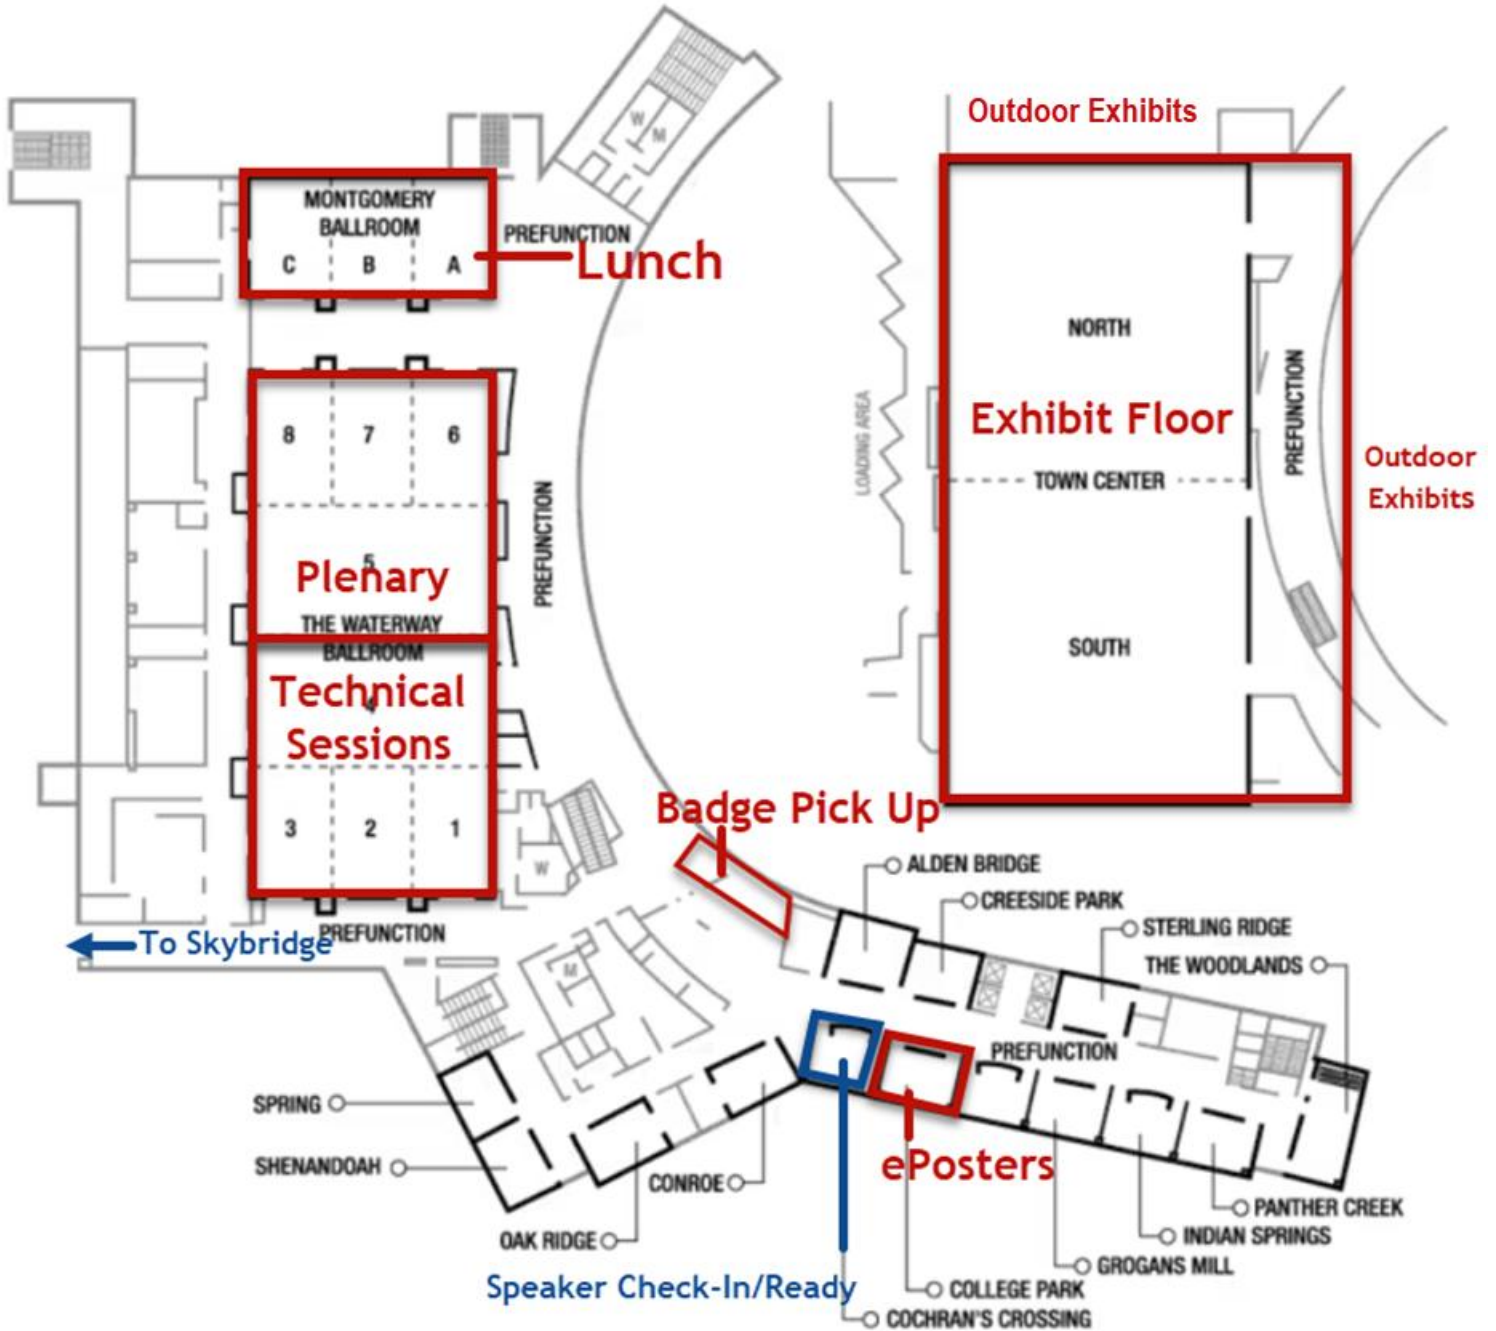 Outdoor Exhibits
W
M
MONTGOMERY
BALLROOM
C B A
PREFUNCTION
Lunch
NORTH
Exhibit Floor
PREFUNCTION
LOADING AREA
TOWN CENTER
Outdoor
Exhibits
SOUTH
8 7 6
PREFUNCTION
5
Plenary
THE WATERWAY
BALLROOM
Technical
4
Sessions
3 2 1
W
Badge Pick Up
ALDEN BRIDGE
CREESIDE PARK
STERLING RIDGE
THE WOODLANDS
PREFUNCTION
To Skybridge
M
PREFUNCTION
SPRING
SHENANDOAH
CONROE
OAK RIDGE
ePosters
PANTHER CREEK
INDIAN SPRINGS
GROGANS MILL
Speaker Check-In/Ready
COLLEGE PARK
COCHRAN'S CROSSING